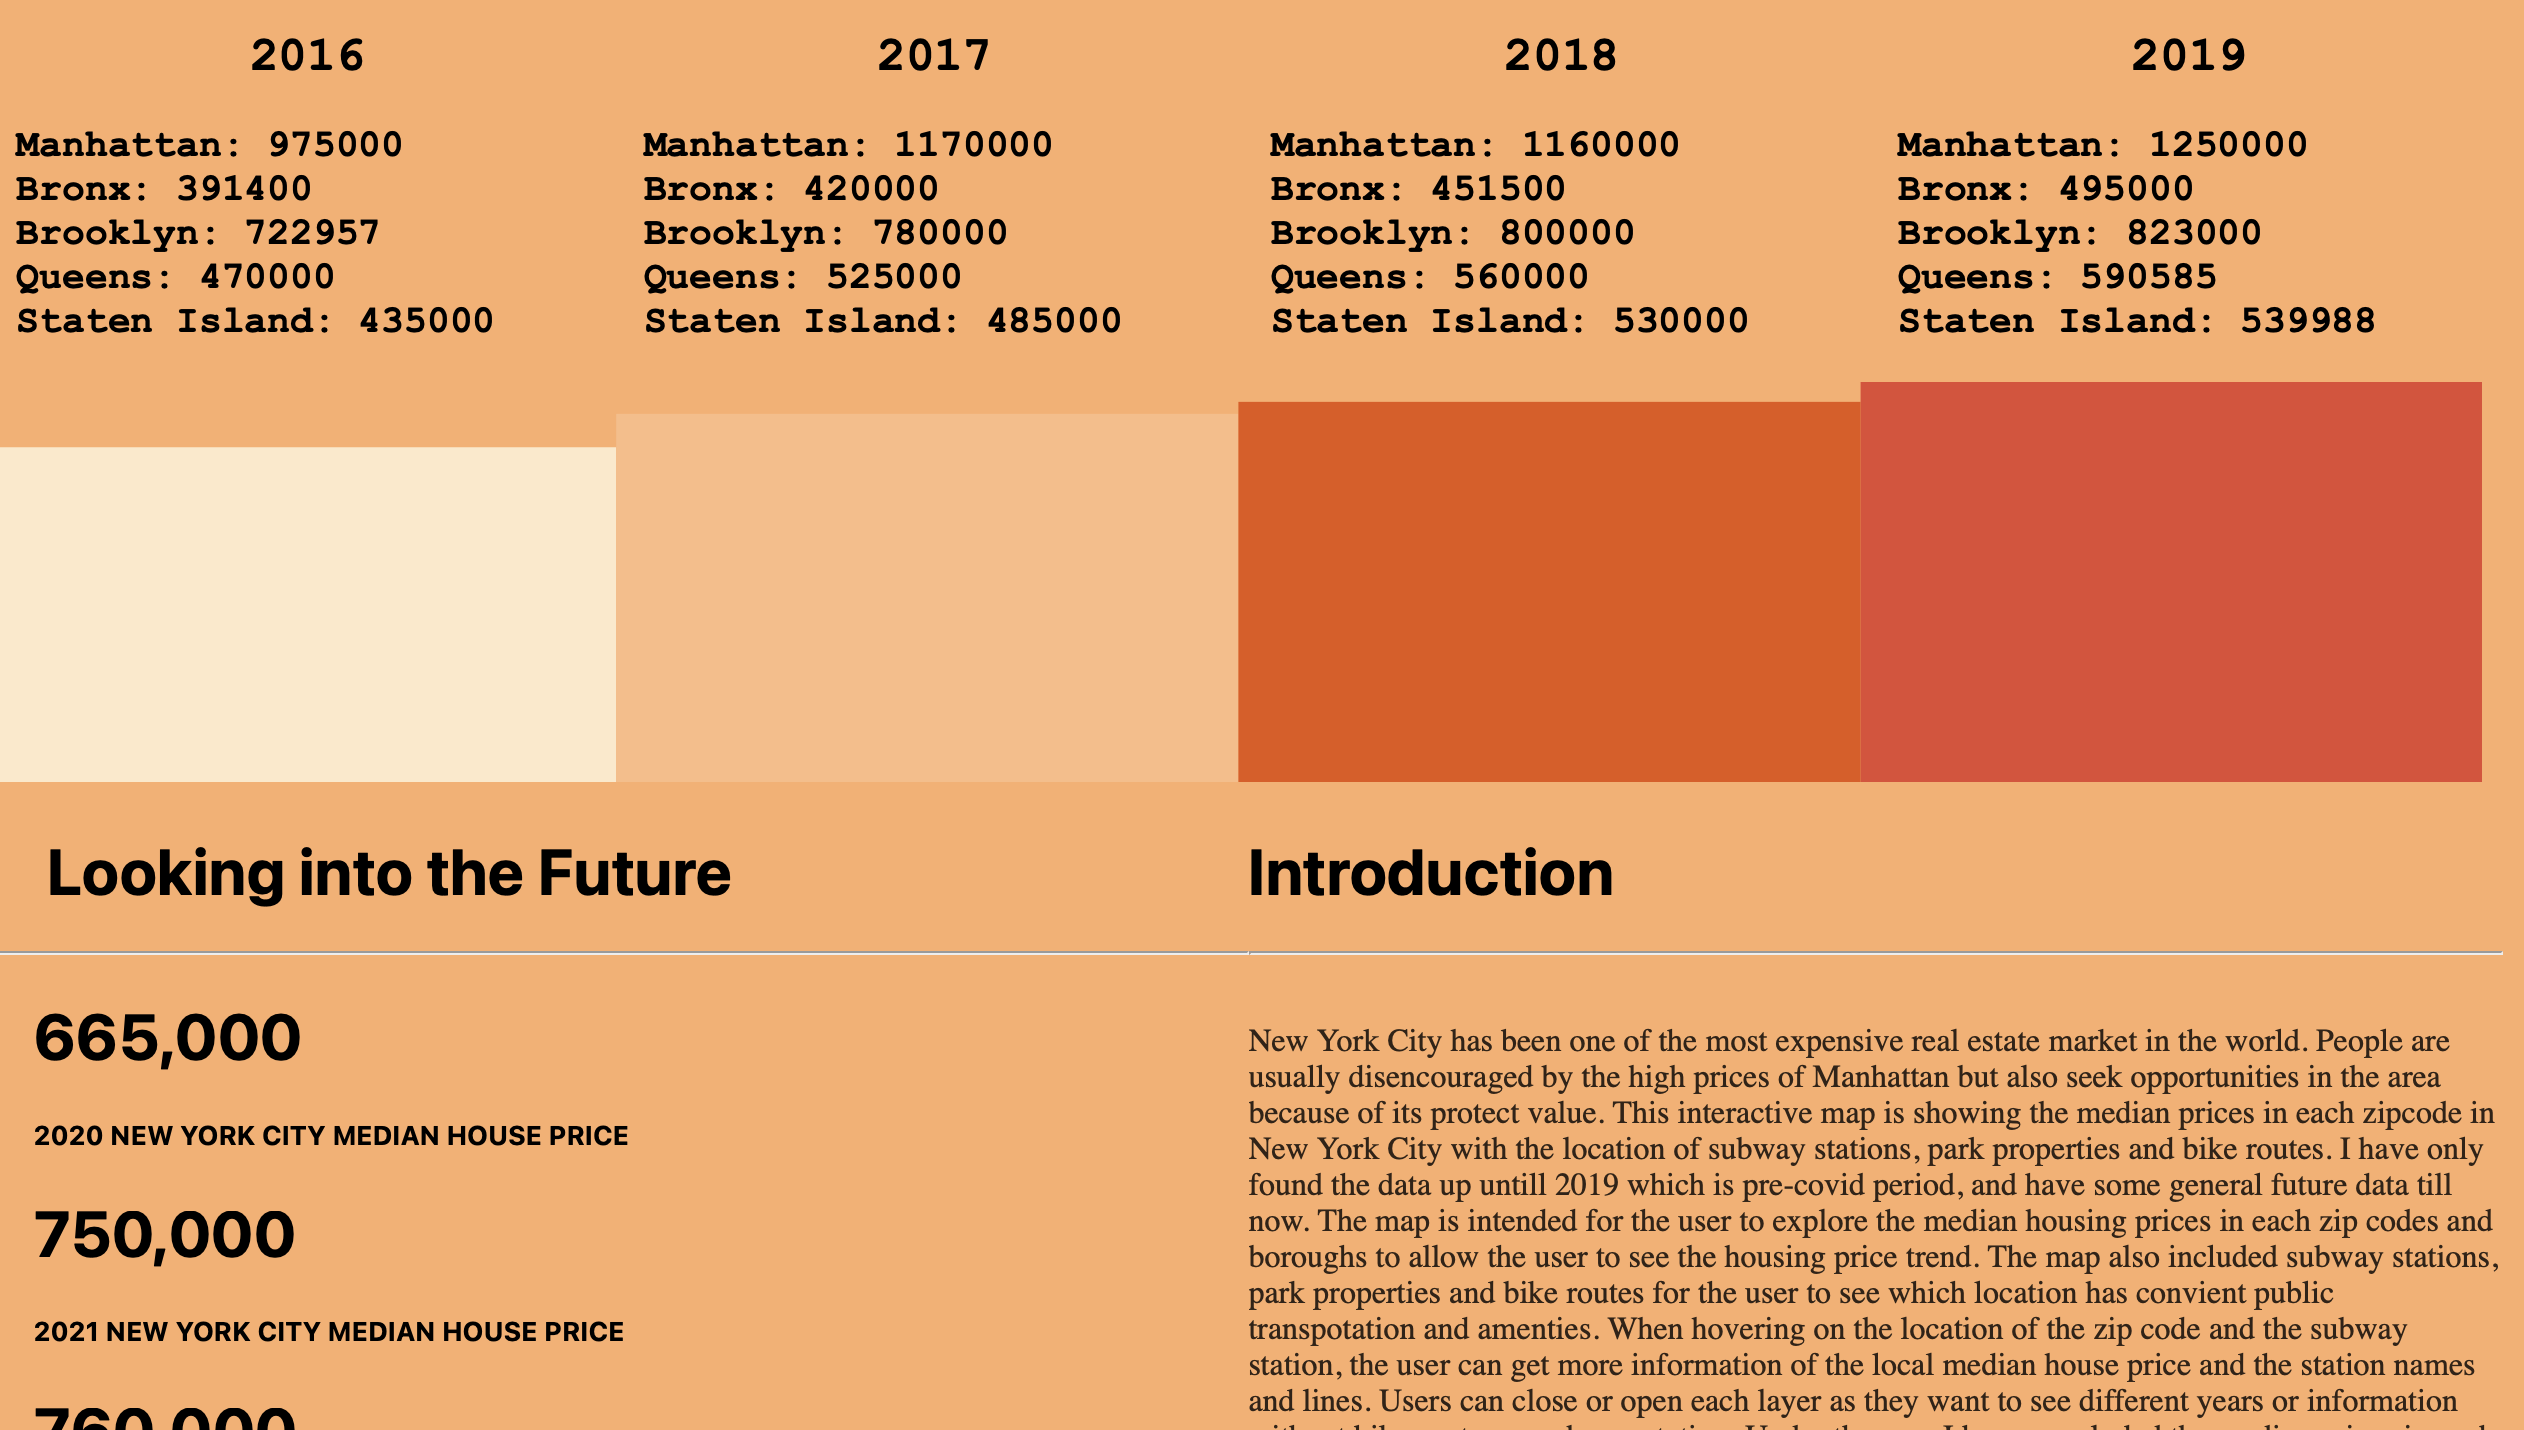 2016
Manhattan: 975000
Bronx: 391400
Brooklyn: 722957
Queens: 470000
Staten Island: 435000
2017
Manhattan: 1170000
Bronx: 420000
Brooklyn: 780000
Queens: 525000
Staten Island: 485000
2018
Manhattan: 1160000
Bronx: 451500
Brooklyn: 800000
Queens: 560000
Staten Island: 530000
2019
Manhattan: 1250000
Bronx: 495000
Brooklyn: 823000
Queens: 590585
Staten Island: 539988
Looking into the Future
665,000
2020 NEW YORK CITY MEDIAN HOUSE PRICE
750,000
2021 NEW YORK CITY MEDIAN HOUSE PRICE
760,000
Introduction
New York City has been one of the most expensive real estate market in the world. People are
usually disencouraged by the high prices of Manhattan but also seek opportunities in the area
because of its protect value. This interactive map is showing the median prices in each zipcode in
New York City with the location of subway stations, park properties and bike routes. I have only
found the data up untill 2019 which is pre-covid period, and have some general future data till
now. The map is intended for the user to explore the median housing prices in each zip codes and
boroughs to allow the user to see the housing price trend. The map also included subway stations,
park properties and bike routes for the user to see which location has convient public
transpotation and amenties. When hovering on the location of the zip code and the subway
station, the user can get more information of the local median house price and the station names
and lines. Users can close or open each layer as they want to see different years or information